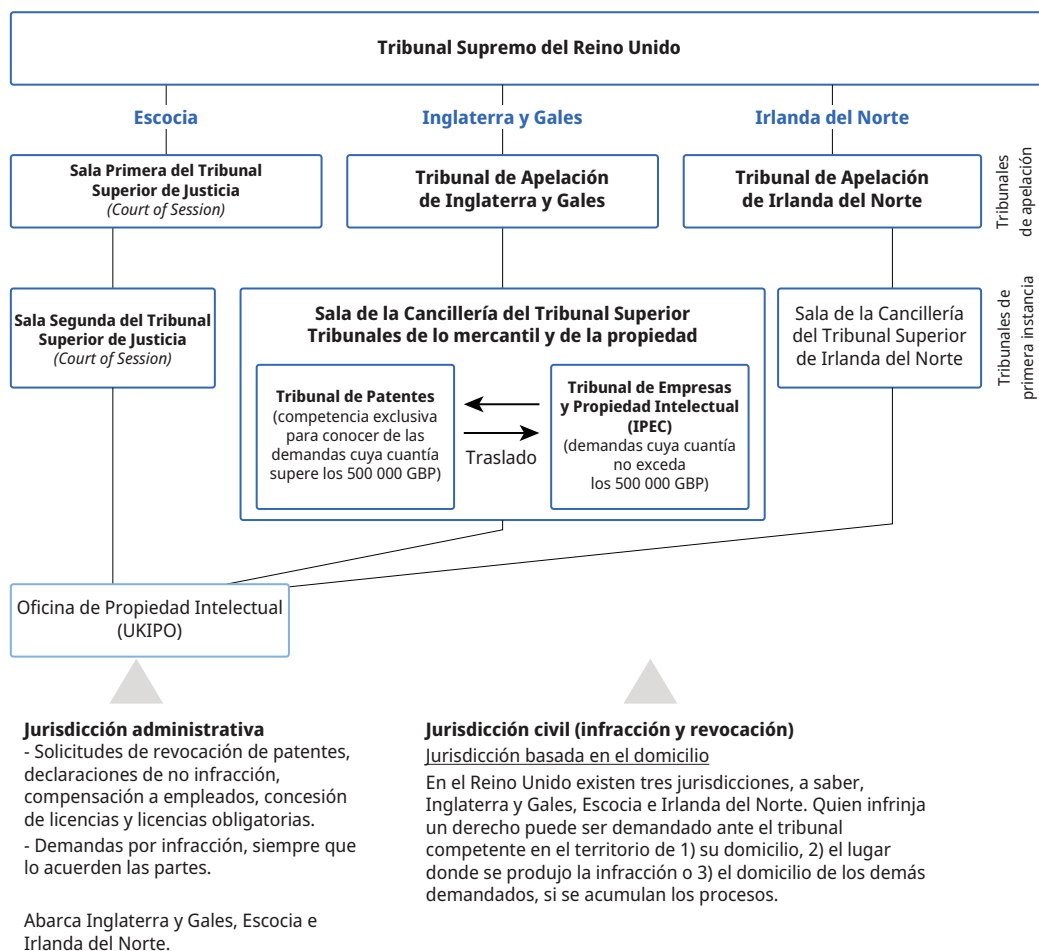 Tribunal Supremo del Reino Unido
Escocia
Inglaterra y Gales
Irlanda del Norte
Sala Primera del Tribunal
Superior de Justicia
(Court of Session)
Tribunal de Apelación
de Inglaterra y Gales
Tribunal de Apelación
de Irlanda del Norte
Tribunales
de apelación
Sala Segunda del Tribunal
Superior de Justicia
(Court of Session)
Sala de la Cancillería del Tribunal Superior
Tribunales de lo mercantil y de la propiedad
Tribunal de Patentes
(competencia exclusiva
para conocer de las
demandas cuya cuantía
supere los 500 000 GBP)
Traslado
Tribunal de Empresas
y Propiedad Intelectual
(IPEC)
(demandas cuya cuantía
no exceda
los 500 000 GBP)
Sala de la Cancillería
del Tribunal Superior
de Irlanda del Norte
Tribunales de
primera instancia
Oficina de Propiedad Intelectual
(UKIPO)
Jurisdicción administrativa
- Solicitudes de revocación de patentes,
declaraciones de no infracción,
compensación a empleados, concesión
de licencias y licencias obligatorias.
- Demandas por infracción, siempre que
lo acuerden las partes.
Abarca Inglaterra y Gales, Escocia e
Irlanda del Norte.
Jurisdicción civil (infracción y revocación)
Jurisdicción basada en el domicilio
En el Reino Unido existen tres jurisdicciones, a saber,
Inglaterra y Gales, Escocia e Irlanda del Norte. Quien infrinja
un derecho puede ser demandado ante el tribunal
competente en el territorio de 1) su domicilio, 2) el lugar
donde se produjo la infracción o 3) el domicilio de los demás
demandados, si se acumulan los procesos.